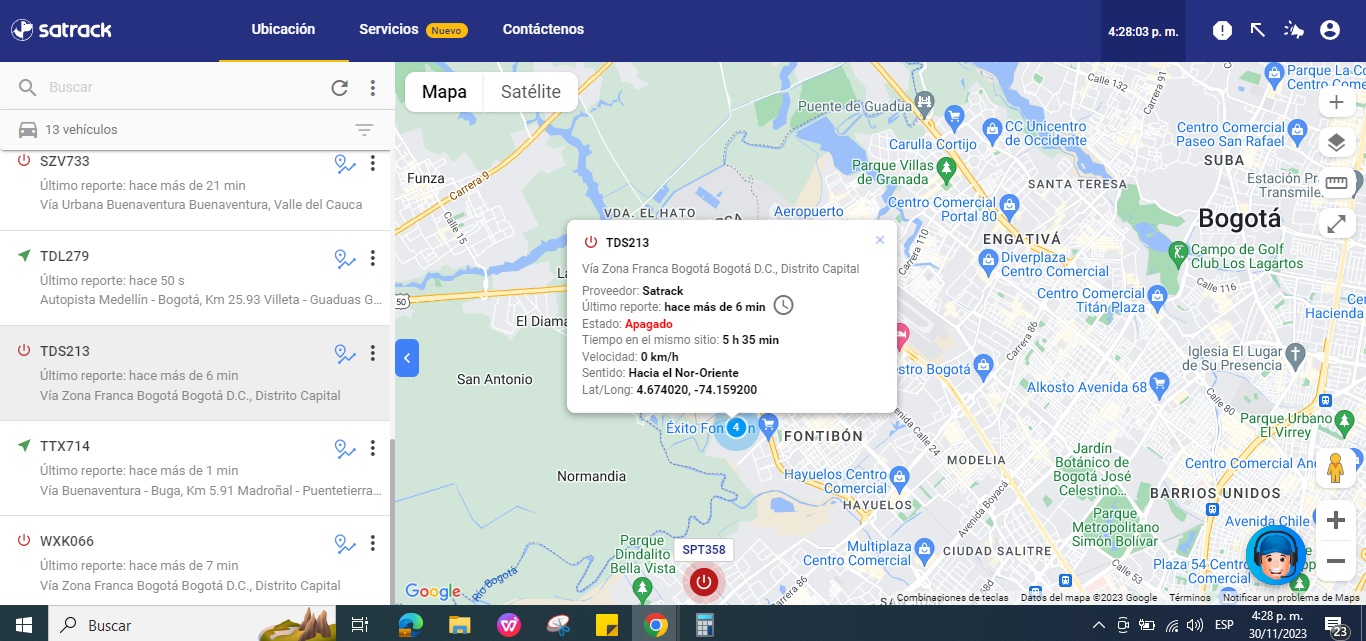 satrack
Ubicación
Servicios Nuevo
Contáctenos
4:28:03 p. m.
Buscar
13 vehículos
SZV733
Último reporte: hace más de 21 min
Vía Urbana Buenaventura Buenaventura, Valle del Cauca
TDL279
Último reporte: hace 50 s
Autopista Medellín - Bogotá, Km 25.93 Villeta - Guaduas G...
TDS213
Último reporte: hace más de 6 min
Vía Zona Franca Bogotá Bogotá D.C., Distrito Capital
TTX714
Último reporte: hace más de 1 min
Vía Buenaventura - Buga, Km 5.91 Madroñal - Puentetierra...
WXK066
Último reporte: hace más de 7 min
Vía Zona Franca Bogotá Bogotá D.C., Distrito Capital
Mapa
Satélite
TDS213
Vía Zona Franca Bogotá Bogotá D.C., Distrito Capital
Proveedor: Satrack
Último reporte: hace más de 6 min
Estado: Apagado
Tiempo en el mismo sitio: 5 h 35 min
Velocidad: 0 km/h
Sentido: Hacia el Nor-Oriente
Lat/Long: 4.674020, -74.159200
Funza
Carrera 9
Calle 15
VDA. EL HATO
50
El Diama
San Antonio
Normandia
Parque
Dindalito
Bella Vista
SPT358
Río Bogotá
Puente de Guadua
Carulla Cortijo
CC Unicentro
de Occidente
Calle 132
Carrera 91
Parque La Co
Centro Come
Centro Comercial
Paseo San Rafael
SUBA
Estación Pr
Transmile
Parque Villas
de Granada
SANTA TERESA
Aeropuerto
Centro Comercial
Portal 80
Bogotá
ENGATIVÁ
Carrera 110
Diverplaza
Centro Comercial
Campo de Golf
Club Los Lagartos
Centro Comercial
Titán Plaza
Carrera 116
Hacienda
Carrera 86
Iglesia El Lugar
de Su Presencia
stro Bogotá
Alkosto Avenida 68
4
FONTIBÓN
Avenida Calle 24
MODELIA
Parque Urbano
El Virrey
Jardín
Botánico de
Bogotá José
Celestino...
Centro Comercial And
Hayuelos Centro
Comercial
HAYUELOS
Avenida Boyaca
BARRIOS UNIDOS
Parque
Metropolitano
Simón Bolívar
Avenida Chile
Multiplaza
Centro
Comercial
CIUDAD SALITRE
Carrera 86
Calle 53
Plaza 54 Centr
Comercial
Google
Combinaciones de teclas
Datos del mapa ©2023 Google
Términos
Notificar un problema de Maps
Buscar
ESP
4:28 p. m.
30/11/2023
23